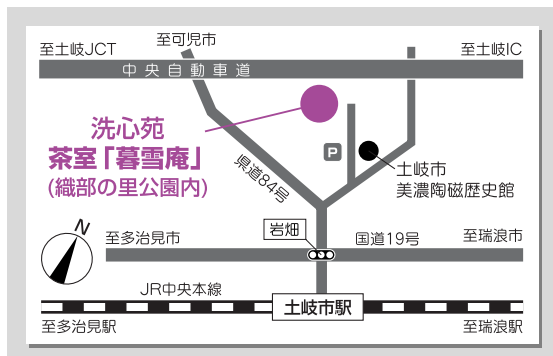 至可児市
至土岐JCT
至土岐IC
中央自動車道
洗心苑
茶室「暮雪庵」
(織部の里公園内)
P
県道84号
土岐市
美濃陶磁歴史館
N
岩畑
至多治見市
国道19号
至瑞浪市
JR中央本線
土岐市駅
至多治見駅
至瑞浪駅